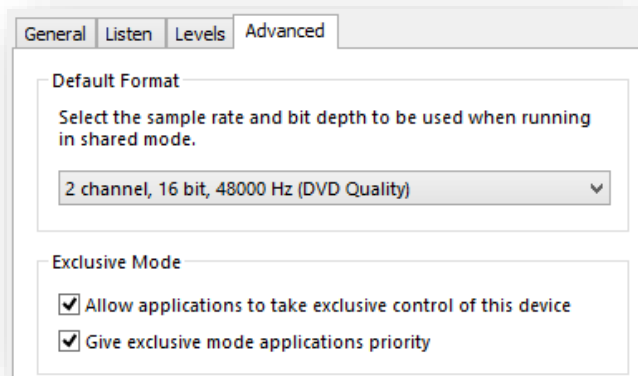 General Listen Levels Advanced
Default Format
Select the sample rate and bit depth to be used when running
in shared mode.
2 channel, 16 bit, 48000 Hz (DVD Quality)
Exclusive Mode
Allow applications to take exclusive control of this device
Give exclusive mode applications priority